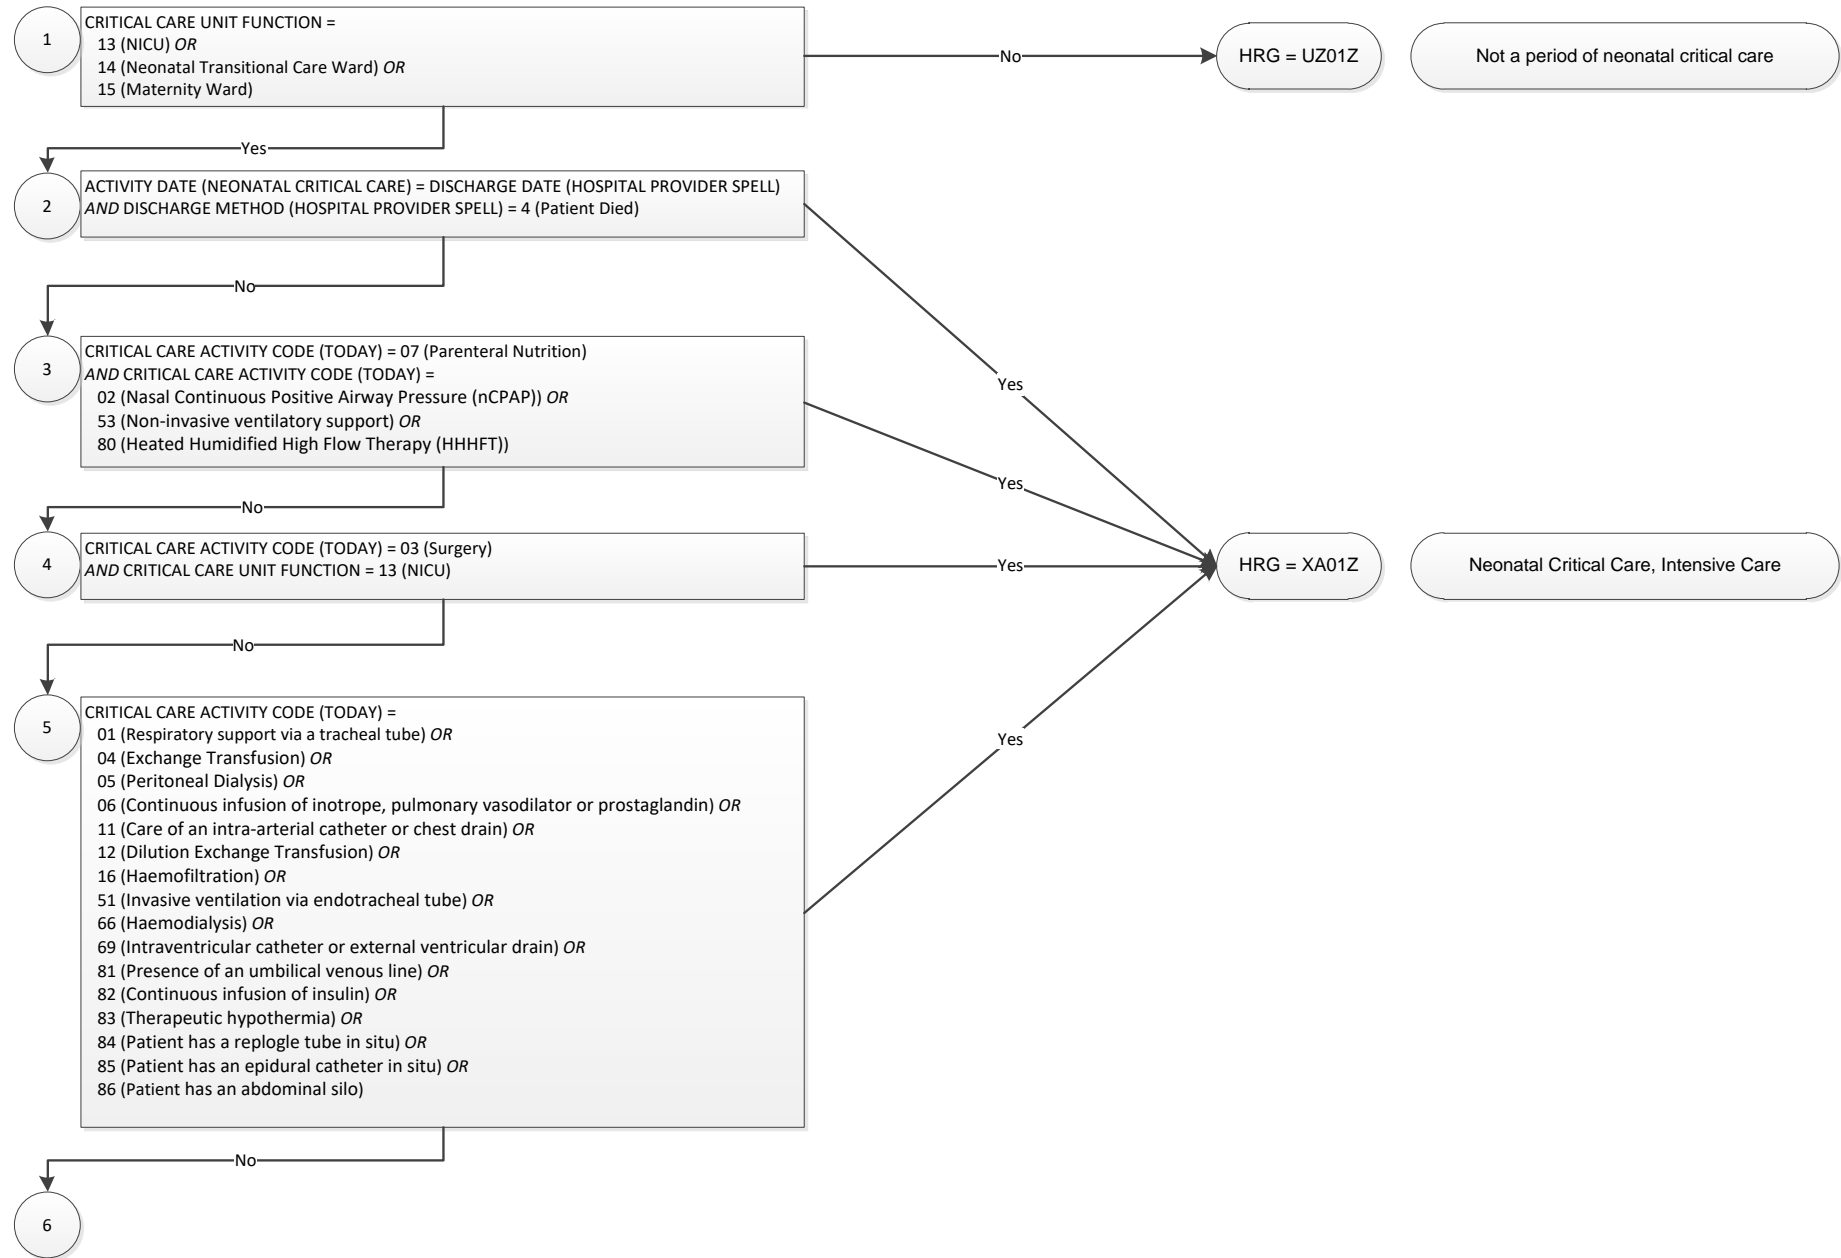 1
CRITICAL CARE UNIT FUNCTION =
13 (NICU) OR
14 (Neonatal Transitional Care Ward) OR
15 (Maternity Ward)
No
HRG = UZ01Z
Not a period of neonatal critical care
Yes
2
ACTIVITY DATE (NEONATAL CRITICAL CARE) = DISCHARGE DATE (HOSPITAL PROVIDER SPELL)
AND DISCHARGE METHOD (HOSPITAL PROVIDER SPELL) = 4 (Patient Died)
Yes
No
3
CRITICAL CARE ACTIVITY CODE (TODAY) = 07 (Parenteral Nutrition)
AND CRITICAL CARE ACTIVITY CODE (TODAY) =
02 (Nasal Continuous Positive Airway Pressure (nCPAP)) OR
53 (Non-invasive ventilatory support) OR
80 (Heated Humidified High Flow Therapy (HHHFT))
Yes
No
4
CRITICAL CARE ACTIVITY CODE (TODAY) = 03 (Surgery)
AND CRITICAL CARE UNIT FUNCTION = 13 (NICU)
Yes
HRG = XA01Z
Neonatal Critical Care, Intensive Care
No
5
CRITICAL CARE ACTIVITY CODE (TODAY) =
01 (Respiratory support via a tracheal tube) OR
04 (Exchange Transfusion) OR
05 (Peritoneal Dialysis) OR
06 (Continuous infusion of inotrope, pulmonary vasodilator or prostaglandin) OR
11 (Care of an intra-arterial catheter or chest drain) OR
12 (Dilution Exchange Transfusion) OR
16 (Haemofiltration) OR
51 (Invasive ventilation via endotracheal tube) OR
66 (Haemodialysis) OR
69 (Intraventricular catheter or external ventricular drain) OR
81 (Presence of an umbilical venous line) OR
82 (Continuous infusion of insulin) OR
83 (Therapeutic hypothermia) OR
84 (Patient has a replogle tube in situ) OR
85 (Patient has an epidural catheter in situ) OR
86 (Patient has an abdominal silo)
Yes
No
6